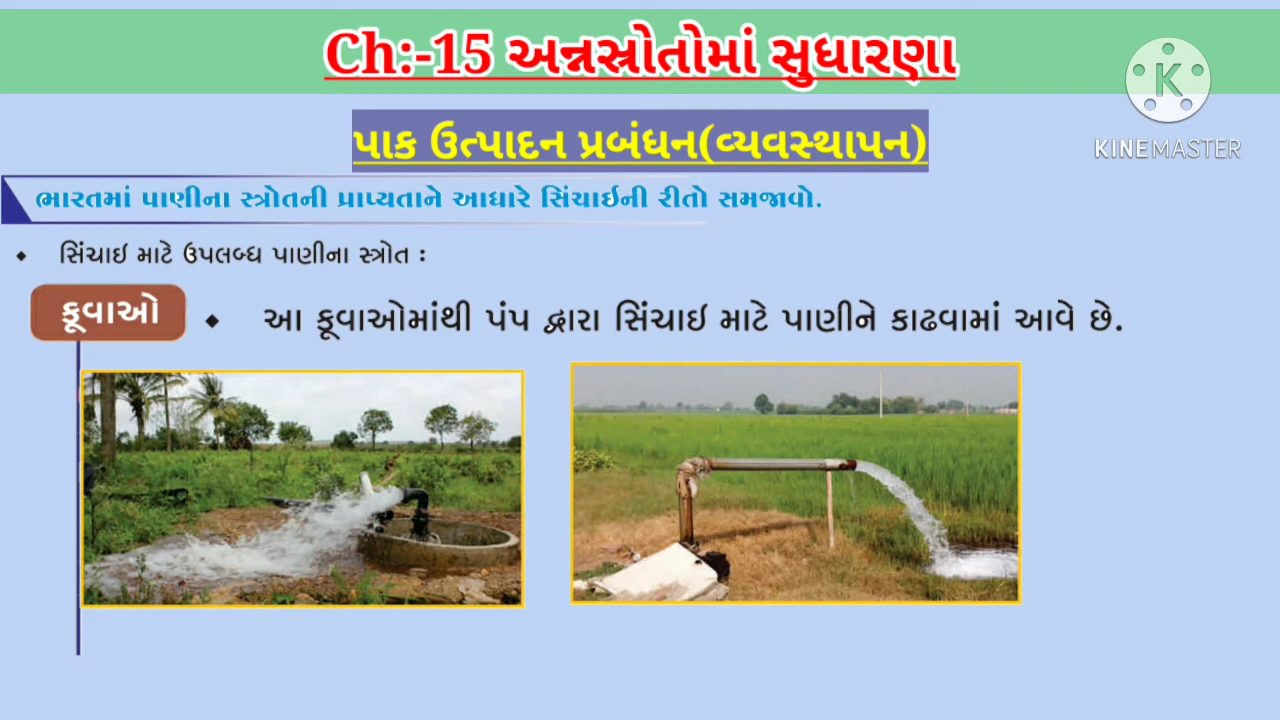 Ch:-15 અન્નસ્રોતોમાં સુધારણા
K
KINEMASTER
પાક ઉત્પાદન પ્રબંધન(વ્યવસ્થાપન)
ભારતમાં પાણીના સ્ત્રોતની પ્રાપ્યતાને આધારે સિંચાઈની રીતો સમજાવો.
◆ સિંચાઇ માટે ઉપલબ્ધ પાણીના સ્ત્રોત :
કૂવાઓ
◆ આ કૂવાઓમાંથી પંપ દ્વારા સિંચાઇ માટે પાણીને કાઢવામાં આવે છે.